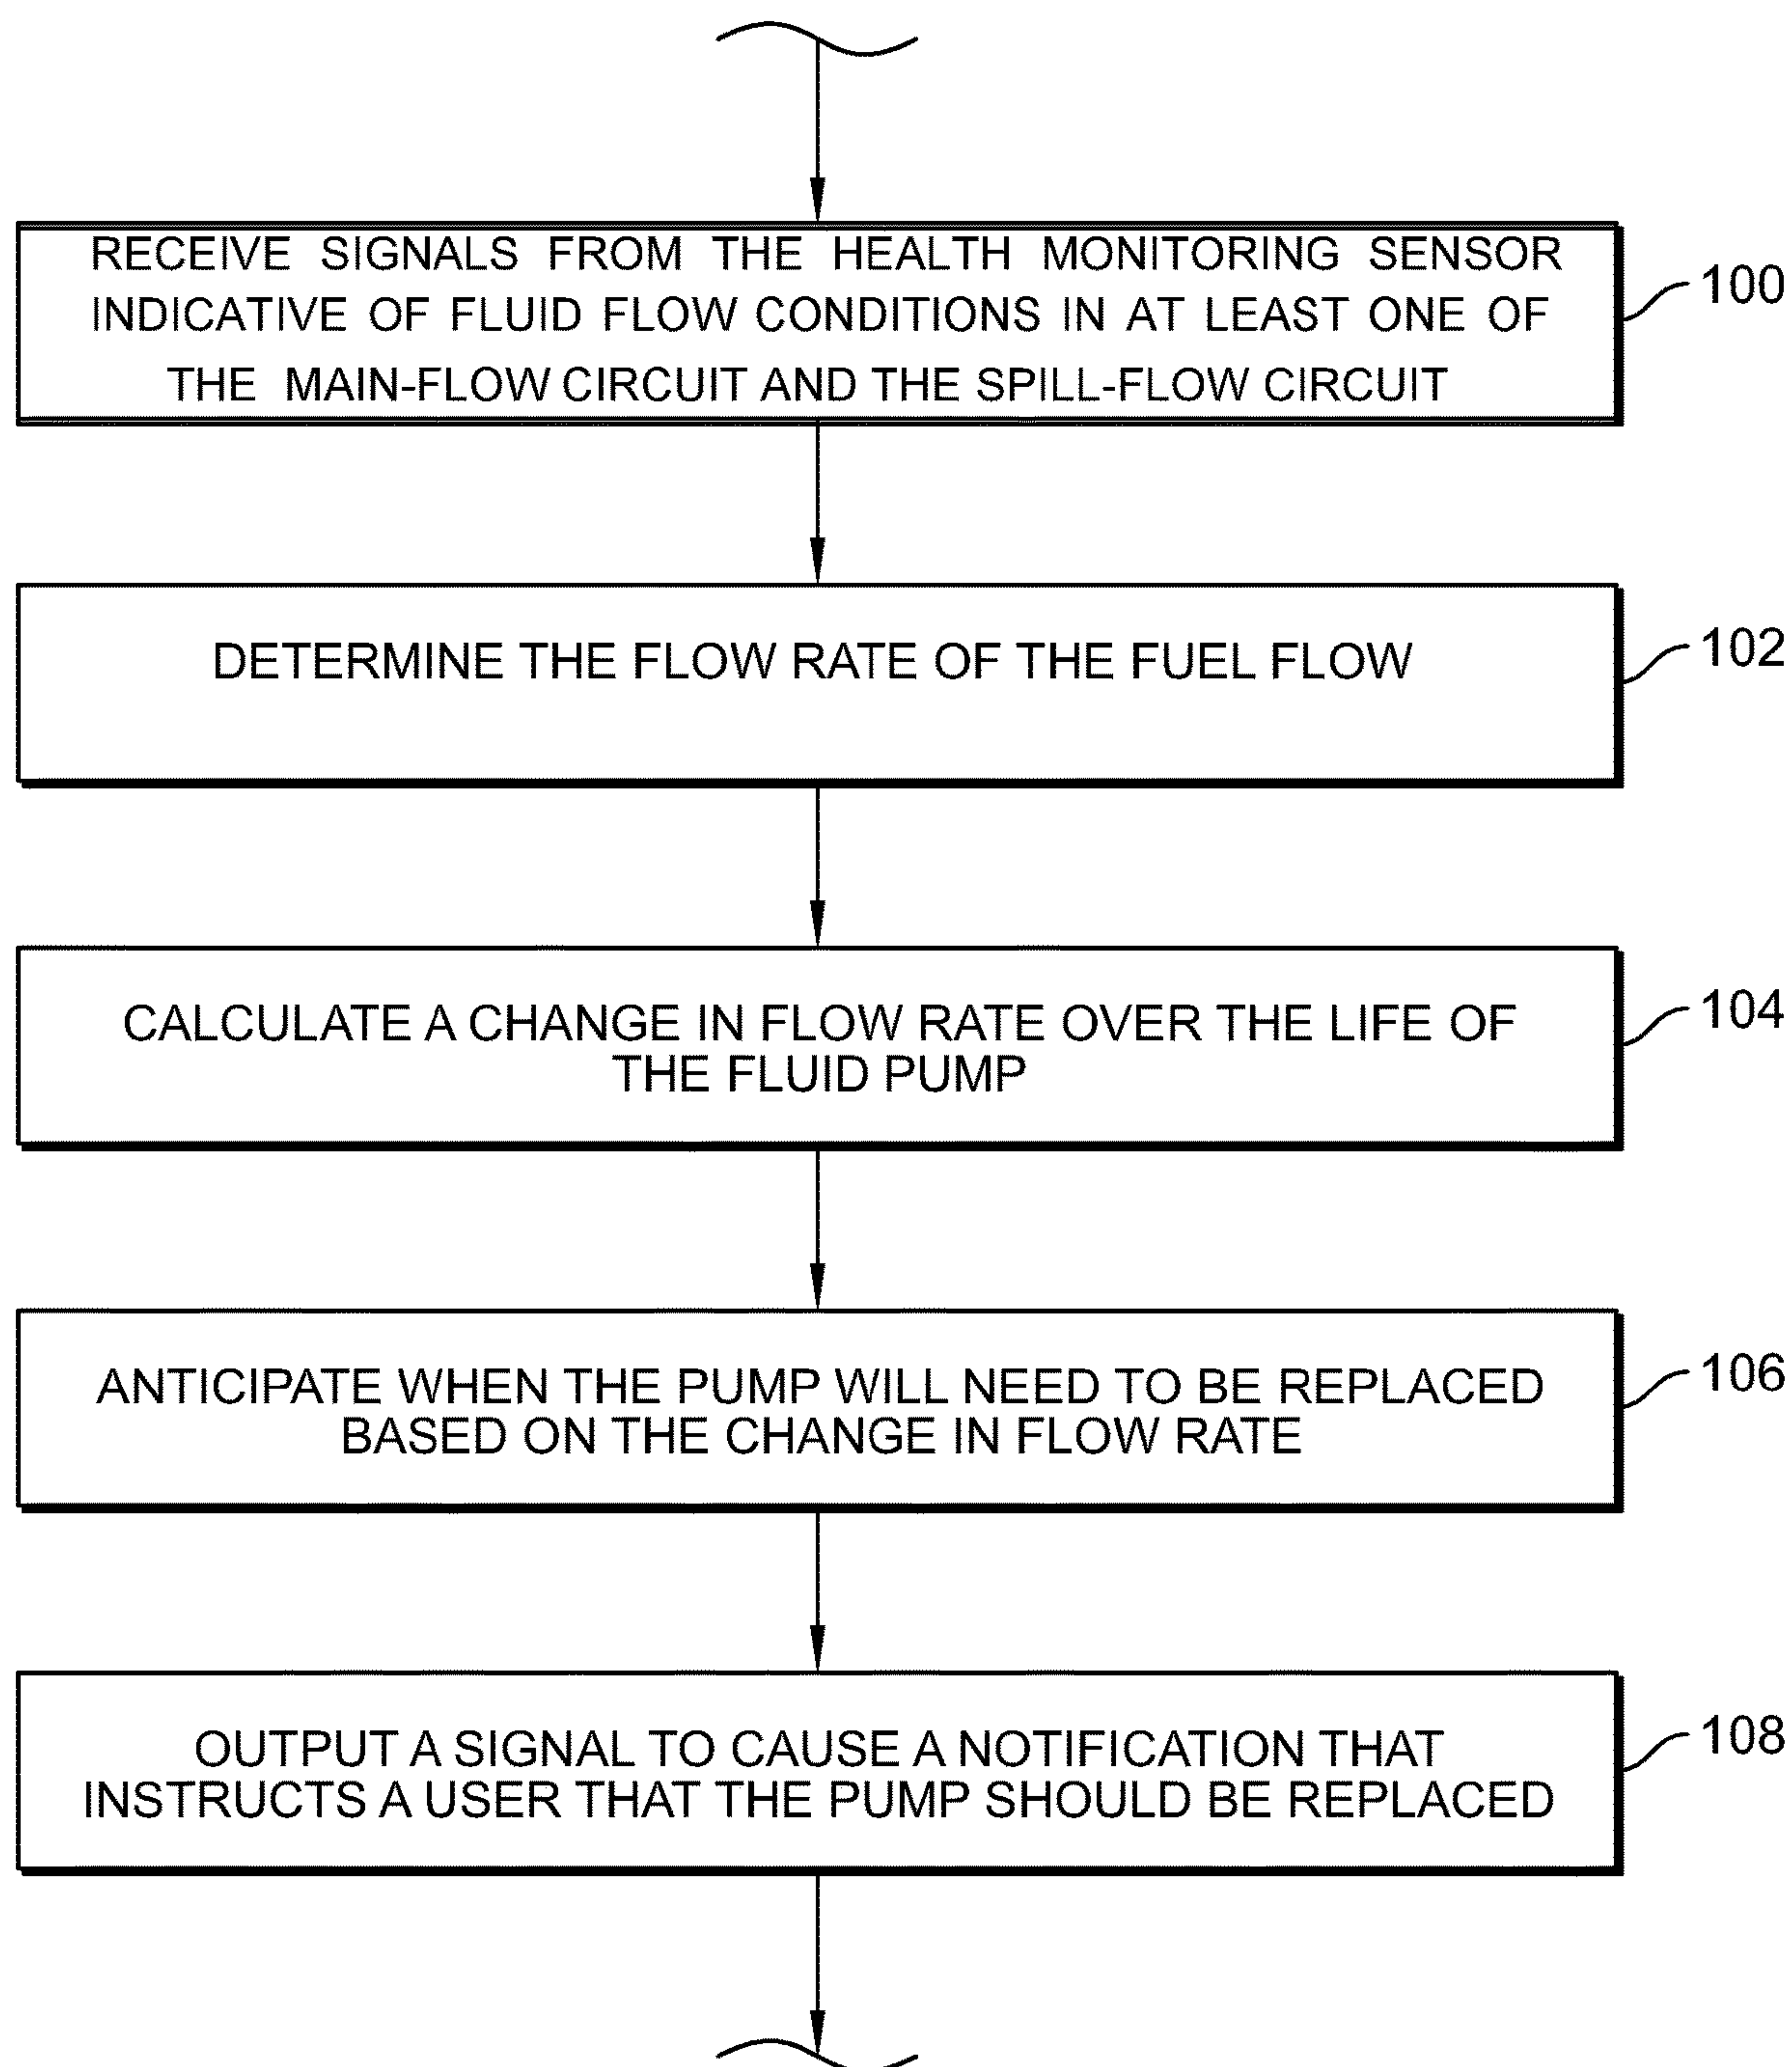 RECEIVE SIGNALS FROM THE HEALTH MONITORING SENSOR
INDICATIVE OF FLUID FLOW CONDITIONS IN AT LEAST ONE OF
THE MAIN-FLOW CIRCUIT AND THE SPILL-FLOW CIRCUIT
100
DETERMINE THE FLOW RATE OF THE FUEL FLOW
102
CALCULATE A CHANGE IN FLOW RATE OVER THE LIFE OF
THE FLUID PUMP
104
ANTICIPATE WHEN THE PUMP WILL NEED TO BE REPLACED
BASED ON THE CHANGE IN FLOW RATE
106
OUTPUT A SIGNAL TO CAUSE A NOTIFICATION THAT
INSTRUCTS A USER THAT THE PUMP SHOULD BE REPLACED
108